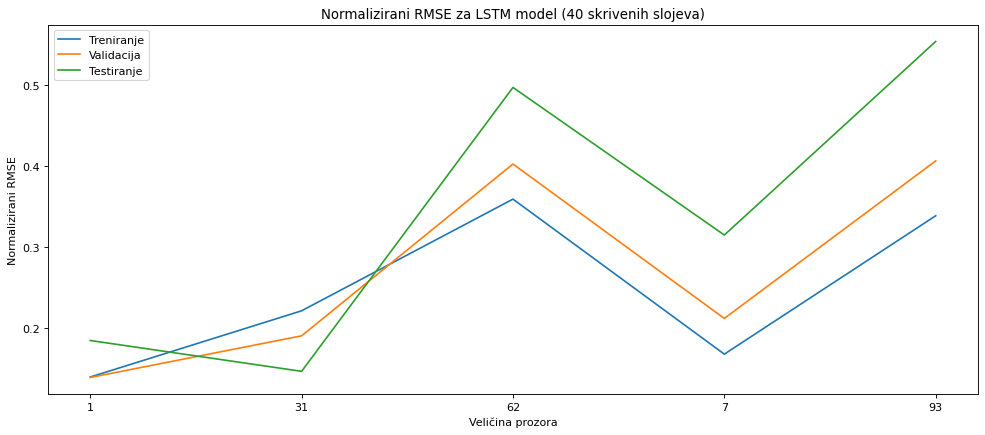 Normalizirani RMSE za LSTM model (40 skrivenih slojeva)
Treniranje
Validacija
Testiranje
Normalizirani RMSE
0.5
0.4
0.3
0.2
1 31 62 7 93
Veličina prozora